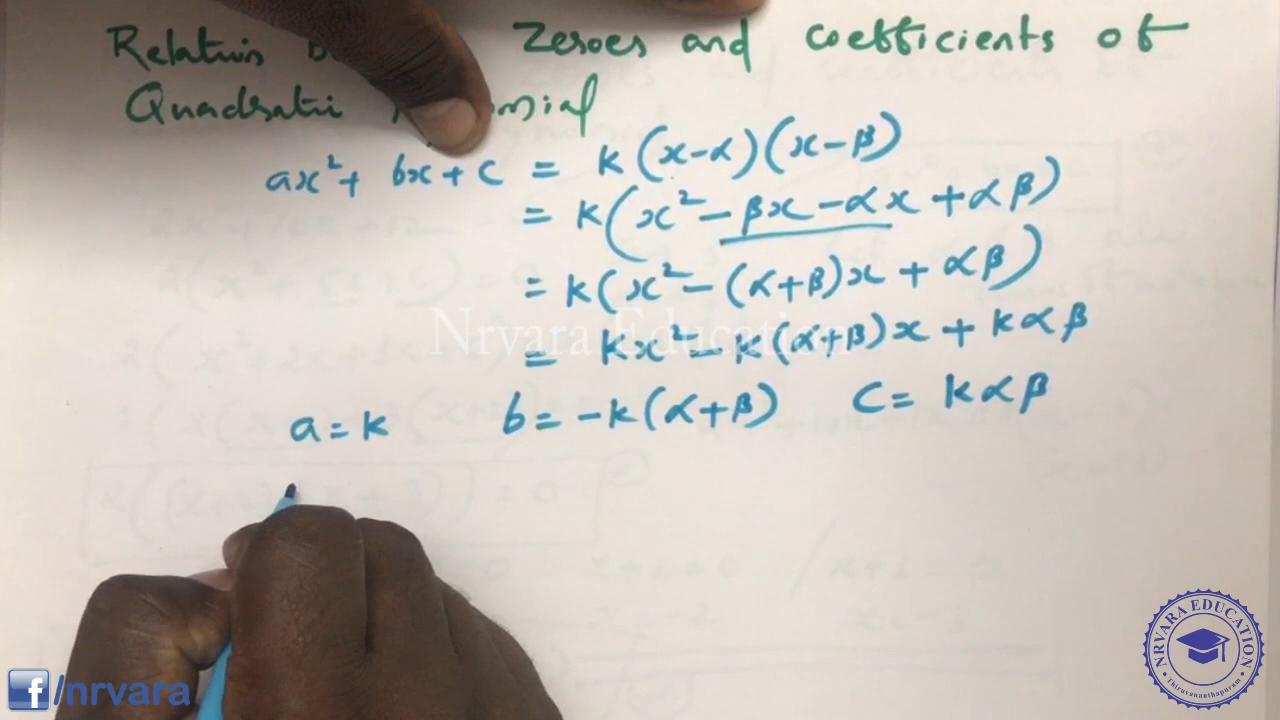 Relation Zeroes and coefficients of
Quadratic
ax²+ bx + c = k(x-α)(x-β)
= k(x² - βx - αx + αβ)
= k(x² - (α+β)x + αβ)
= kx² - k(α+β)x + kαβ
a = k b = -k(α+β) c = kαβ
Nrvara Education
f/nrvara
NRVARA EDUCATION
Thiruvananthapuram